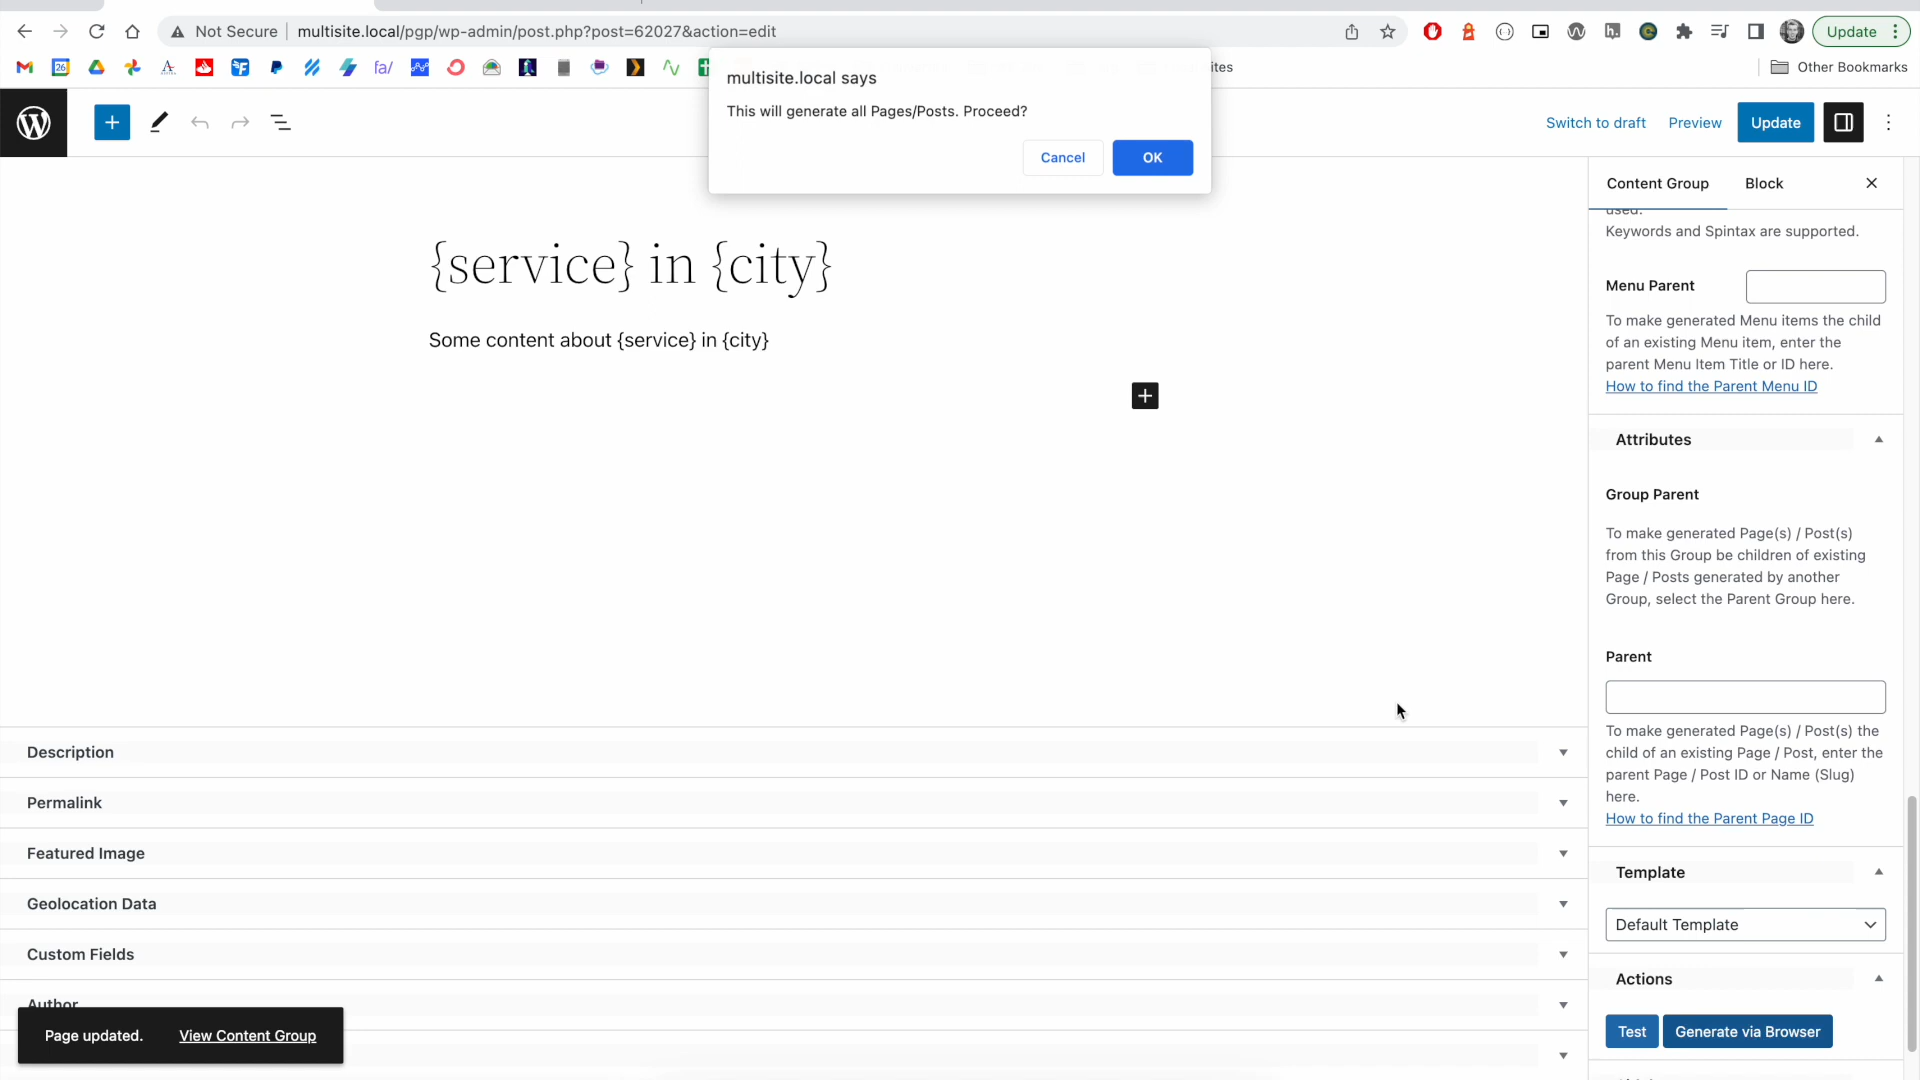 Not Secure
multisite.local/pgp/wp-admin/post.php?post=62027&action=edit
Update
26
fa/
h.
ites
Other Bookmarks
multisite.local says
This will generate all Pages/Posts. Proceed?
Cancel
OK
Switch to draft
Preview
Update
{service} in {city}
Some content about {service} in {city}
Content Group
Block
used.
Keywords and Spintax are supported.
Menu Parent
To make generated Menu items the child
of an existing Menu item, enter the
parent Menu Item Title or ID here.
How to find the Parent Menu ID
Attributes
Group Parent
To make generated Page(s) / Post(s)
from this Group be children of existing
Page / Posts generated by another
Group, select the Parent Group here.
Parent
To make generated Page(s) / Post(s) the
child of an existing Page / Post, enter the
parent Page / Post ID or Name (Slug)
here.
How to find the Parent Page ID
Template
Default Template
Actions
Test
Generate via Browser
Description
Permalink
Featured Image
Geolocation Data
Custom Fields
Author
Page updated.
View Content Group